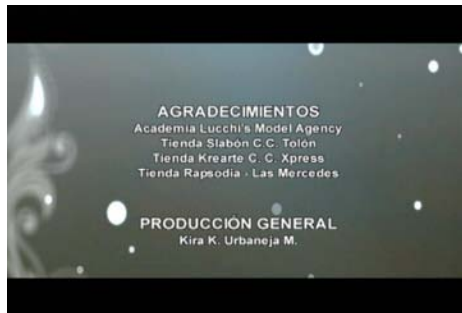 AGRADECIMIENTOS
Academia Lucchi's Model Agency
Tienda Slabón C.C. Tolón
Tienda Krearte C. C. Xpress
Tienda Rapsodia - Las Mercedes
PRODUCCIÓN GENERAL
Kira K. Urbaneja M.